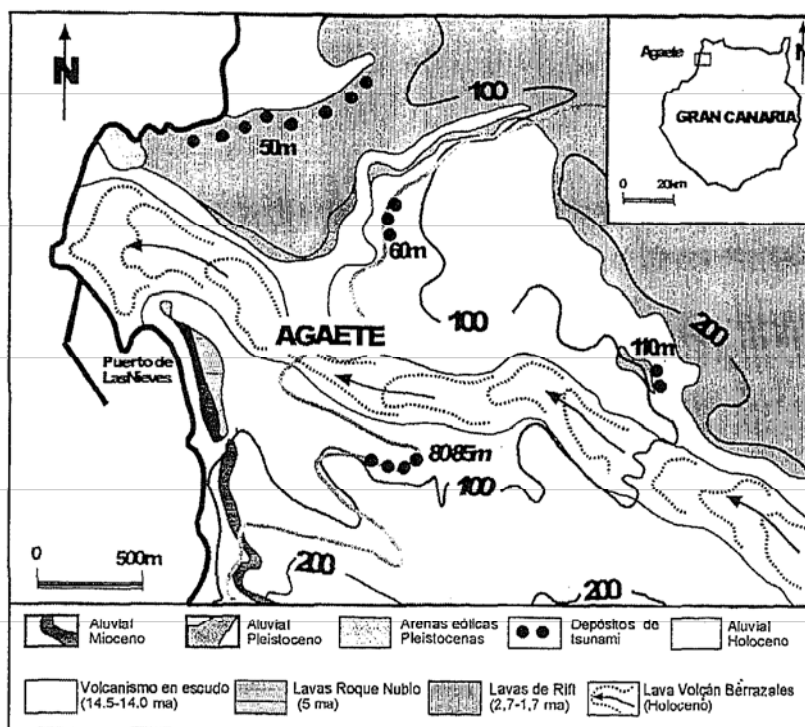 N
100
50m
60m
Agaete
N
GRAN CANARIA
0 20km
100
200
AGAETE
110m
Puerto de
Las Nieves
80-85m
100
0 500m
200
200
Aluvial
Mioceno
Aluvial
Pleistoceno
Arenas eólicas
Pleistocenas
Depósitos de
tsunami
Aluvial
Holoceno
Volcanismo en escudo
(14.5-14.0 ma)
Lavas Roque Nublo
(5 ma)
Lavas de Rift
(2,7-1,7 ma)
Lava Volcán Berrazales
(Holoceno)